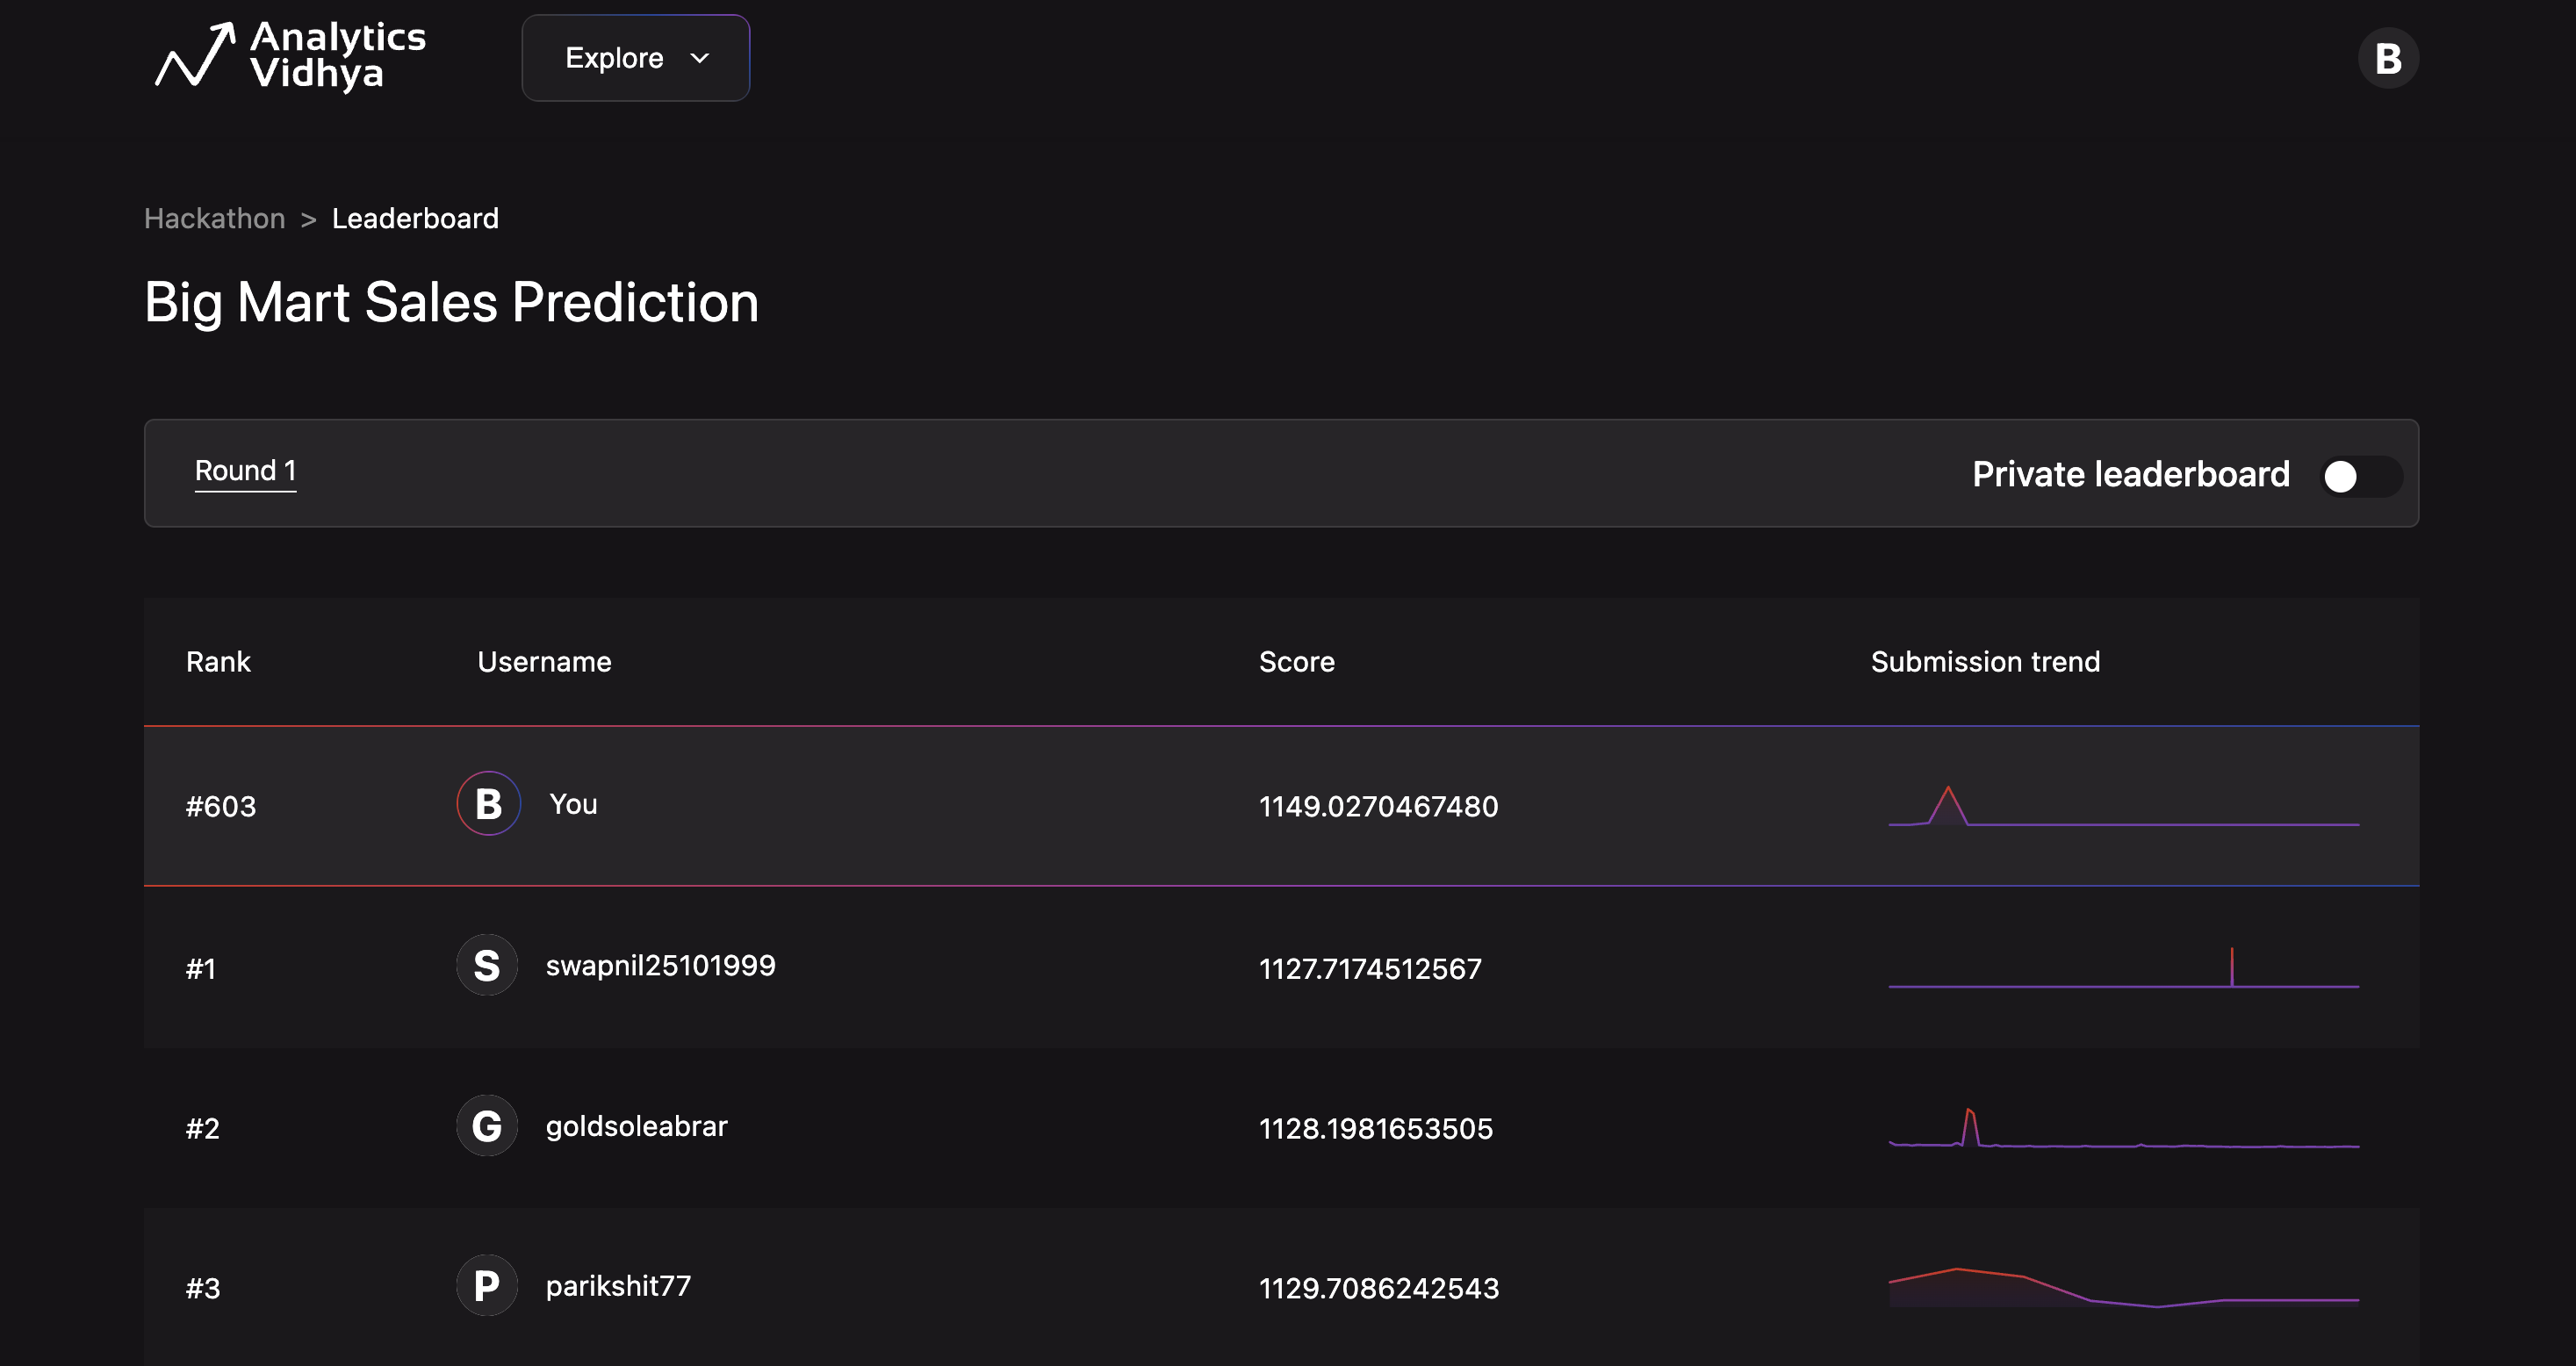 Analytics
Vidhya
Explore
B
Hackathon > Leaderboard
Big Mart Sales Prediction
Round 1
Private leaderboard
Rank Username Score Submission trend
#603 B You 1149.0270467480
#1 S swapnil25101999 1127.7174512567
#2 G goldsoleabrar 1128.1981653505
#3 P parikshit77 1129.7086242543